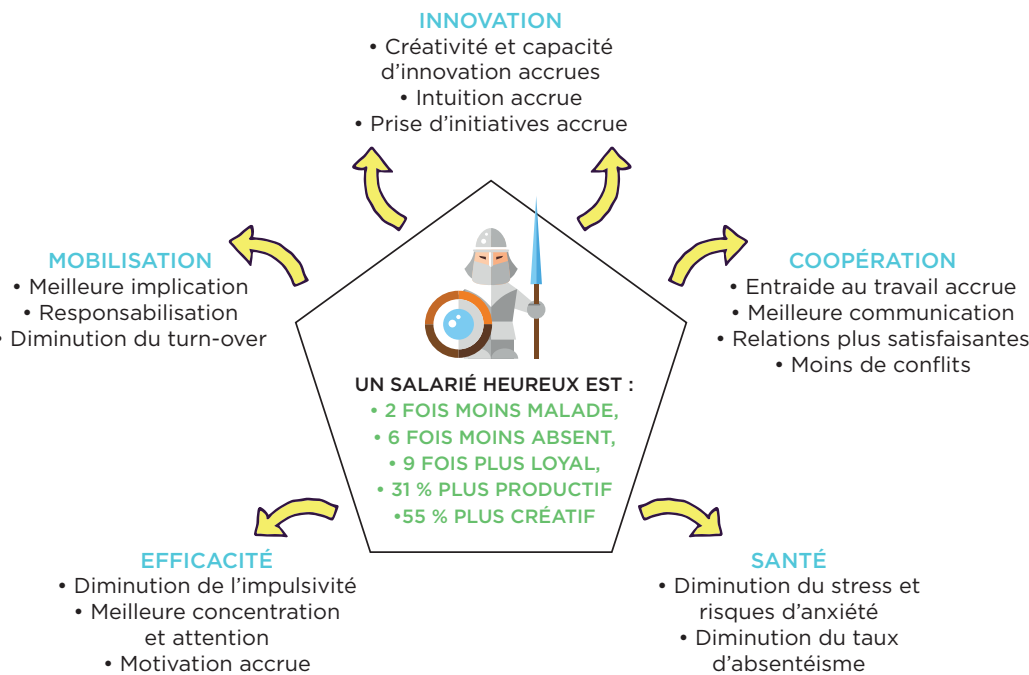 INNOVATION
• Créativité et capacité
d'innovation accrues
• Intuition accrue
• Prise d'initiatives accrue
MOBILISATION
• Meilleure implication
• Responsabilisation
• Diminution du turn-over
COOPÉRATION
• Entraide au travail accrue
• Meilleure communication
• Relations plus satisfaisantes
• Moins de conflits
UN SALARIÉ HEUREUX EST :
• 2 FOIS MOINS MALADE,
• 6 FOIS MOINS ABSENT,
• 9 FOIS PLUS LOYAL,
• 31 % PLUS PRODUCTIF
•55 % PLUS CRÉATIF
EFFICACITÉ
• Diminution de l'impulsivité
• Meilleure concentration
et attention
• Motivation accrue
SANTÉ
• Diminution du stress et
risques d'anxiété
• Diminution du taux
d'absentéisme